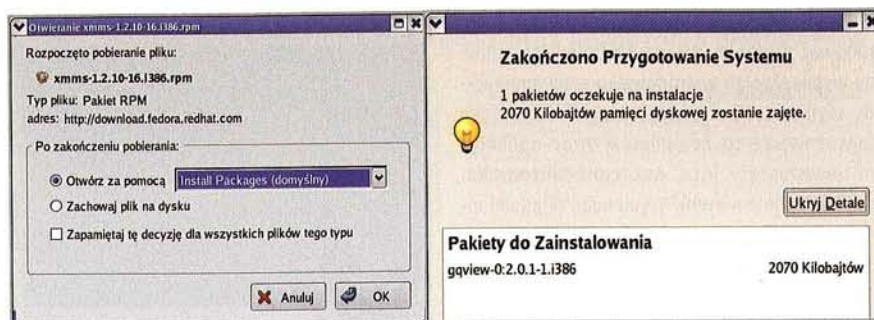 Otwieranie xmms-1.2.10-16.i386.rpm
Rozpoczęto pobieranie pliku:
xmms-1.2.10-16.i386.rpm
Typ pliku: Pakiet RPM
adres: http://download.fedora.redhat.com
Po zakończeniu pobierania:
Otwórz za pomocą
Install Packages (domyślny)
Zachowaj plik na dysku
Zapamiętaj tę decyzję dla wszystkich plików tego typu
Anuluj
OK
Zakończono Przygotowanie Systemu
1 pakietów oczekuje na instalacje
2070 Kilobajtów pamięci dyskowej zostanie zajęte.
Ukryj Detale
Pakiety do Zainstalowania
gqview-0:2.0.1-1.i386 2070 Kilobajtów